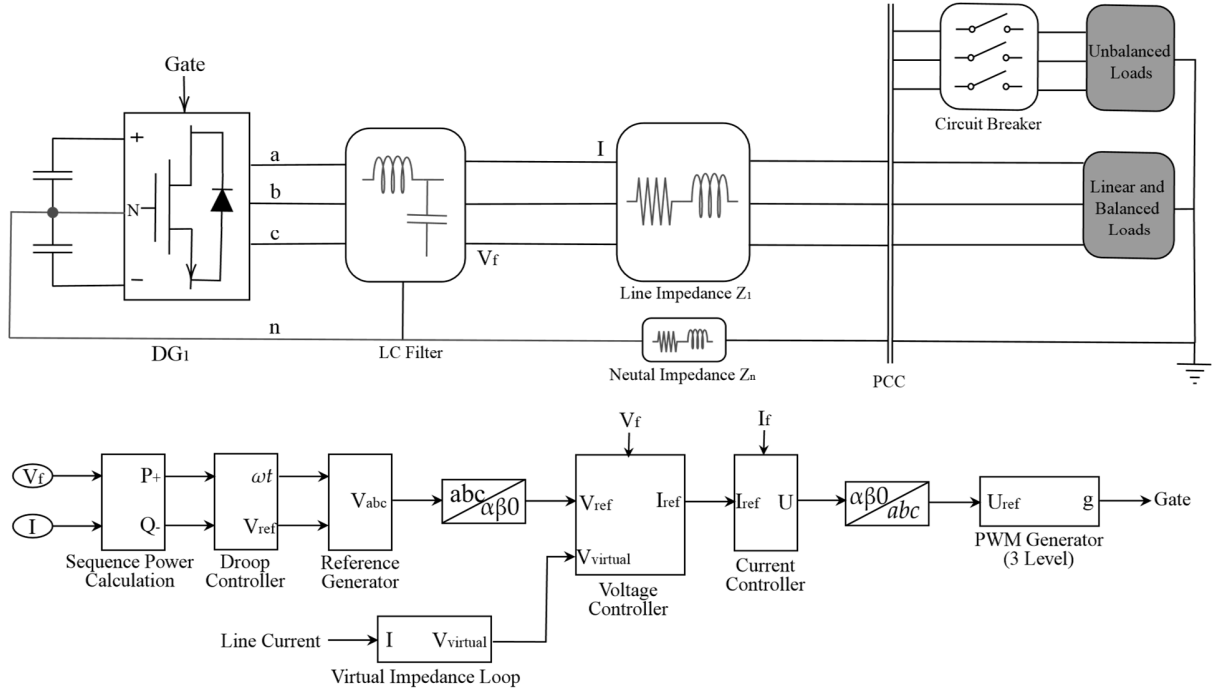 Gate
+
N
−
a
b
c
n
DG1
LC Filter
I
Vf
Line Impedance Z1
Neutal Impedance Zn
PCC
Circuit Breaker
Unbalanced
Loads
Linear and
Balanced
Loads
Vf
I
P+
Q-
Sequence Power
Calculation
ωt
Vref
Droop
Controller
Vabc
Reference
Generator
abc
αβ0
Vf
Vref
Iref
Vvirtual
Voltage
Controller
If
Iref U
Current
Controller
αβ0
abc
Uref g
PWM Generator
(3 Level)
Gate
Line Current
I Vvirtual
Virtual Impedance Loop